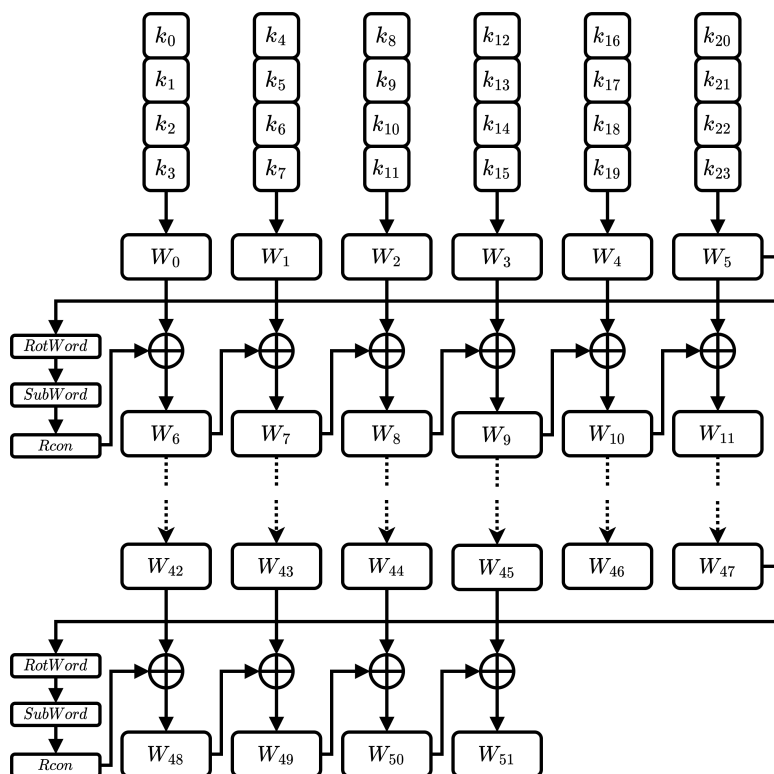 k₀ k₄ k₈ k₁₂ k₁₆ k₂₀
k₁ k₅ k₉ k₁₃ k₁₇ k₂₁
k₂ k₆ k₁₀ k₁₄ k₁₈ k₂₂
k₃ k₇ k₁₁ k₁₅ k₁₉ k₂₃
W₀ W₁ W₂ W₃ W₄ W₅
RotWord
SubWord
Rcon
W₆ W₇ W₈ W₉ W₁₀ W₁₁
W₄₂ W₄₃ W₄₄ W₄₅ W₄₆ W₄₇
RotWord
SubWord
Rcon
W₄₈ W₄₉ W₅₀ W₅₁